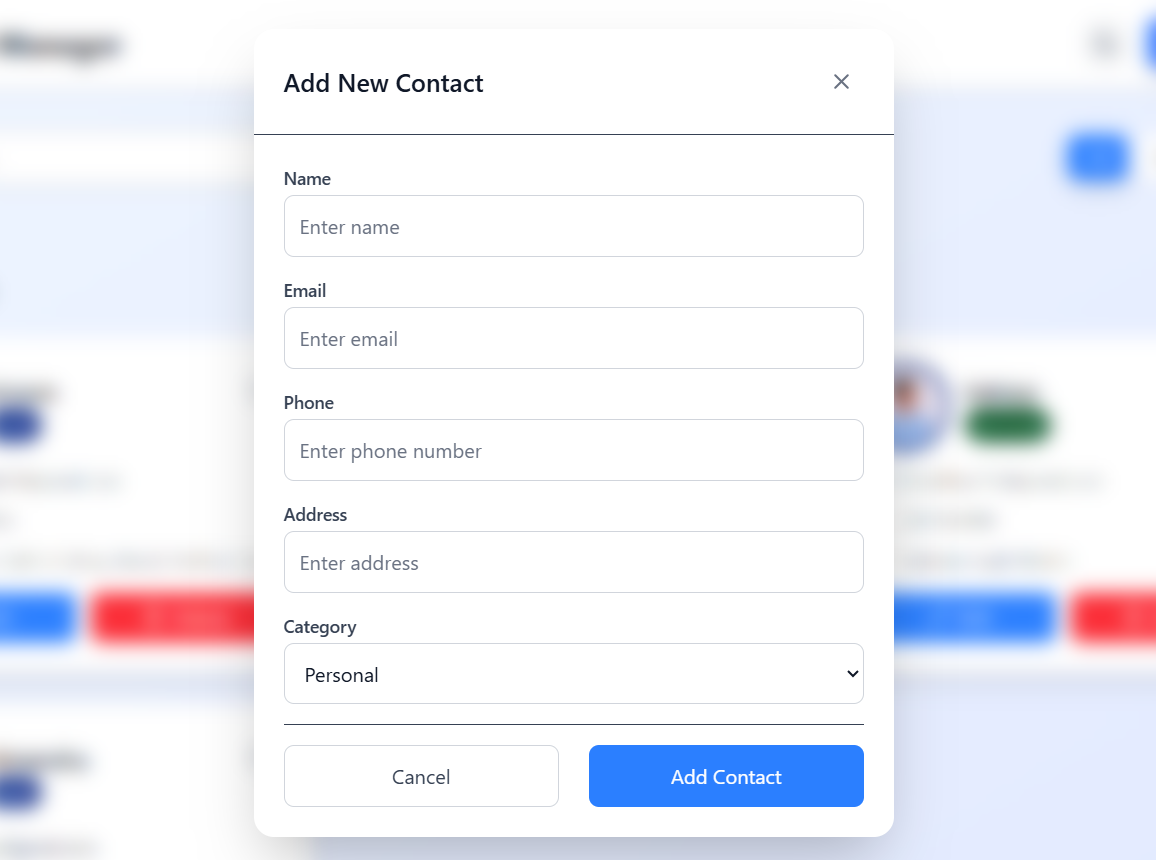 Add New Contact
Name
Enter name
Email
Enter email
Phone
Enter phone number
Address
Enter address
Category
Personal
Cancel
Add Contact